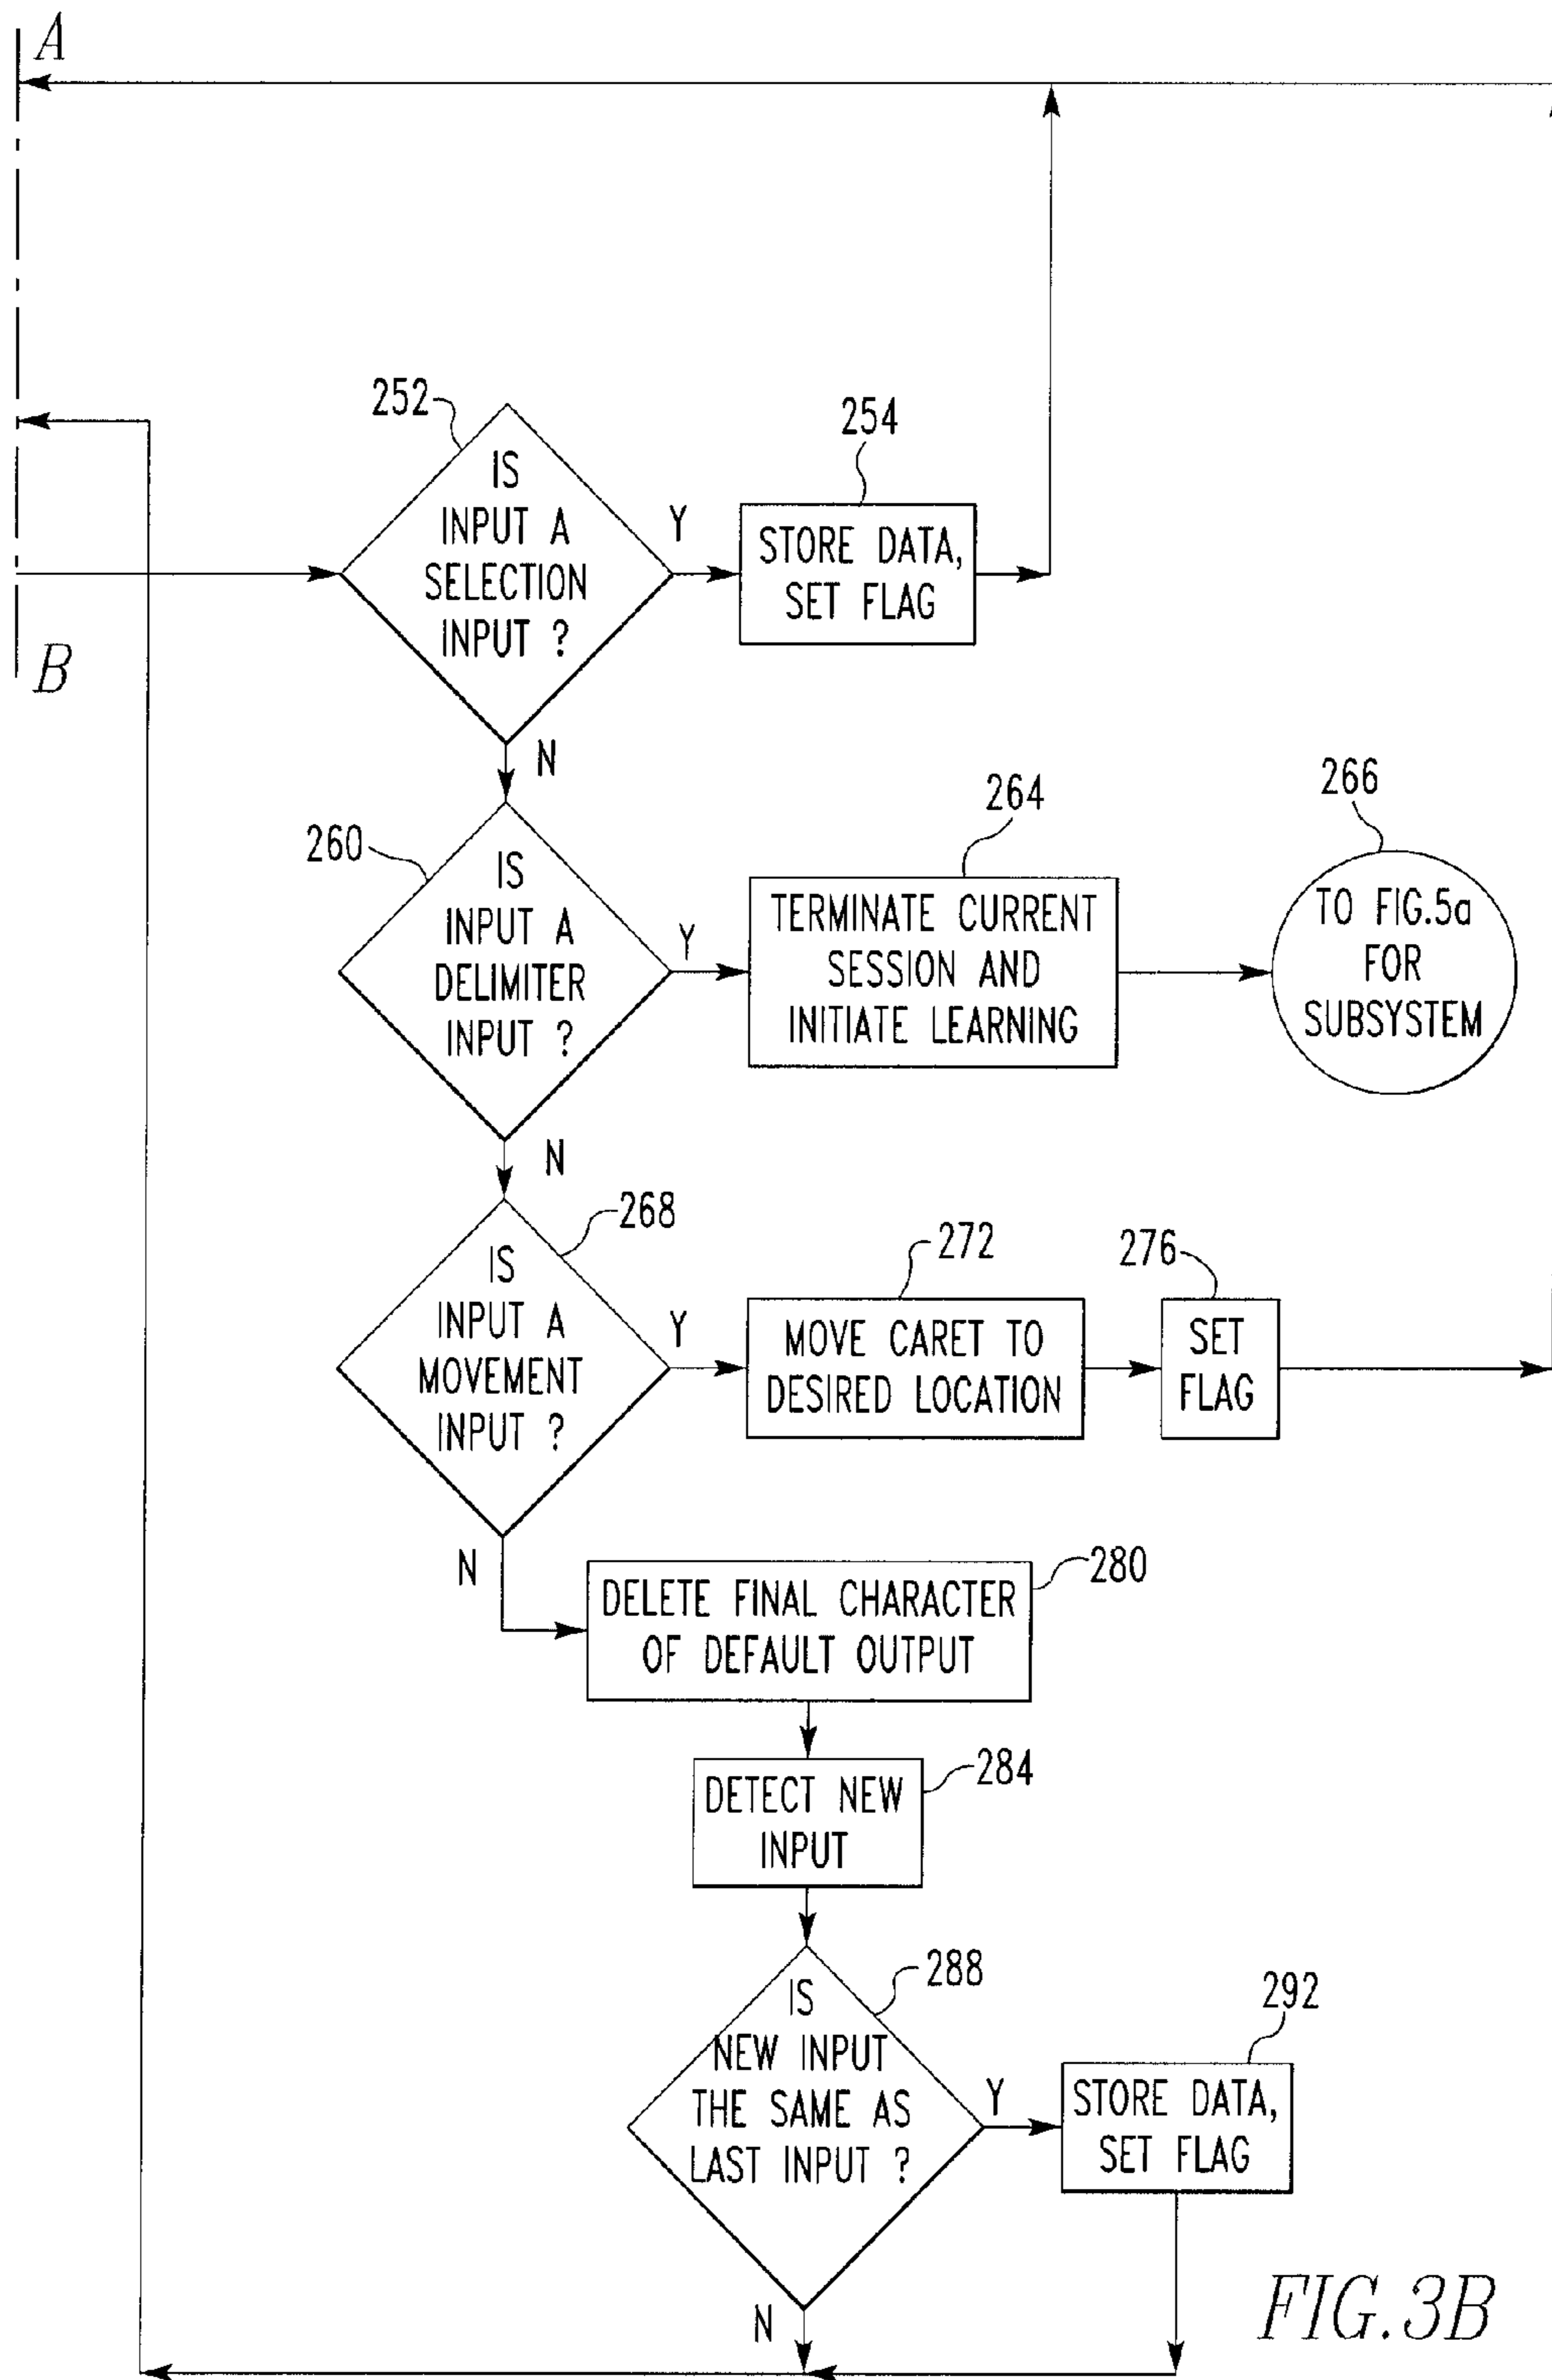 A
252
254
IS
INPUT A
SELECTION
INPUT ?
Y
STORE DATA,
SET FLAG
B
N
260
264
266
IS
INPUT A
DELIMITER
INPUT ?
Y
TERMINATE CURRENT
SESSION AND
INITIATE LEARNING
TO FIG.5a
FOR
SUBSYSTEM
N
268
272
276
IS
INPUT A
MOVEMENT
INPUT ?
Y
MOVE CARET TO
DESIRED LOCATION
SET
FLAG
N
280
DELETE FINAL CHARACTER
OF DEFAULT OUTPUT
284
DETECT NEW
INPUT
288
292
IS
NEW INPUT
THE SAME AS
LAST INPUT ?
Y
STORE DATA,
SET FLAG
N
FIG.3B